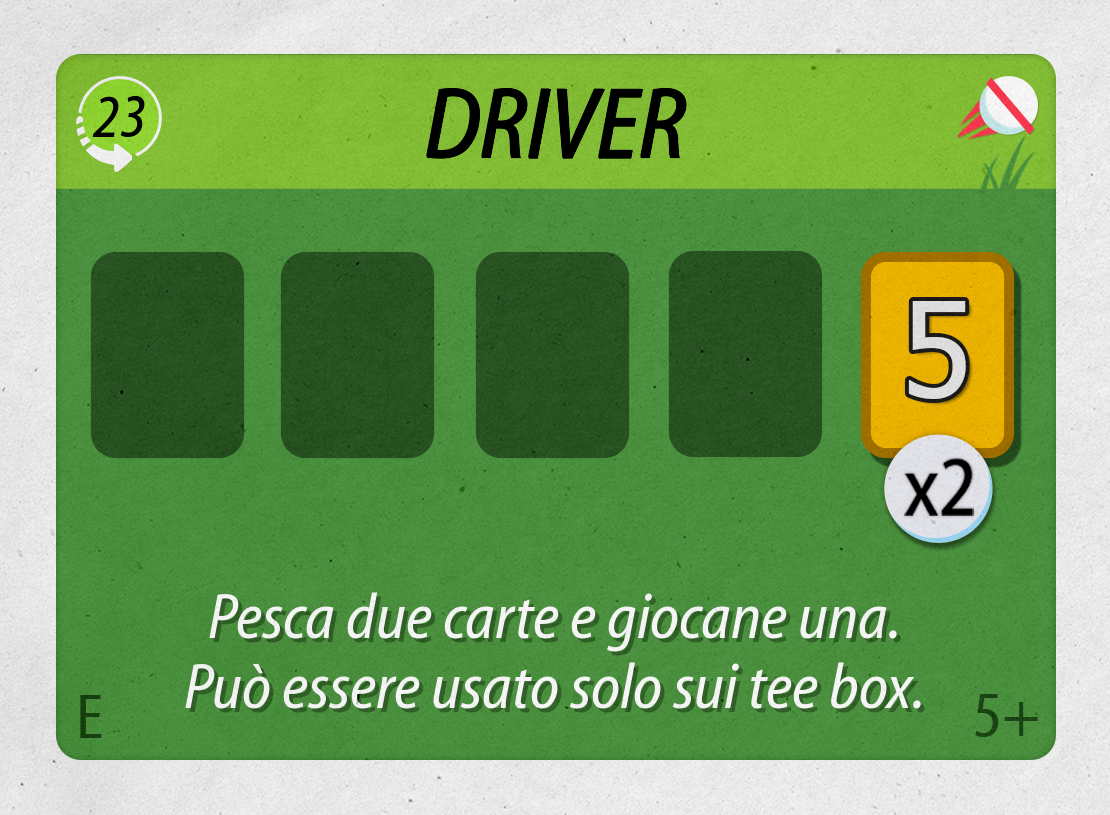 23
DRIVER
5
x2
Pesca due carte e giocane una.
Può essere usato solo sui tee box.
E
5+